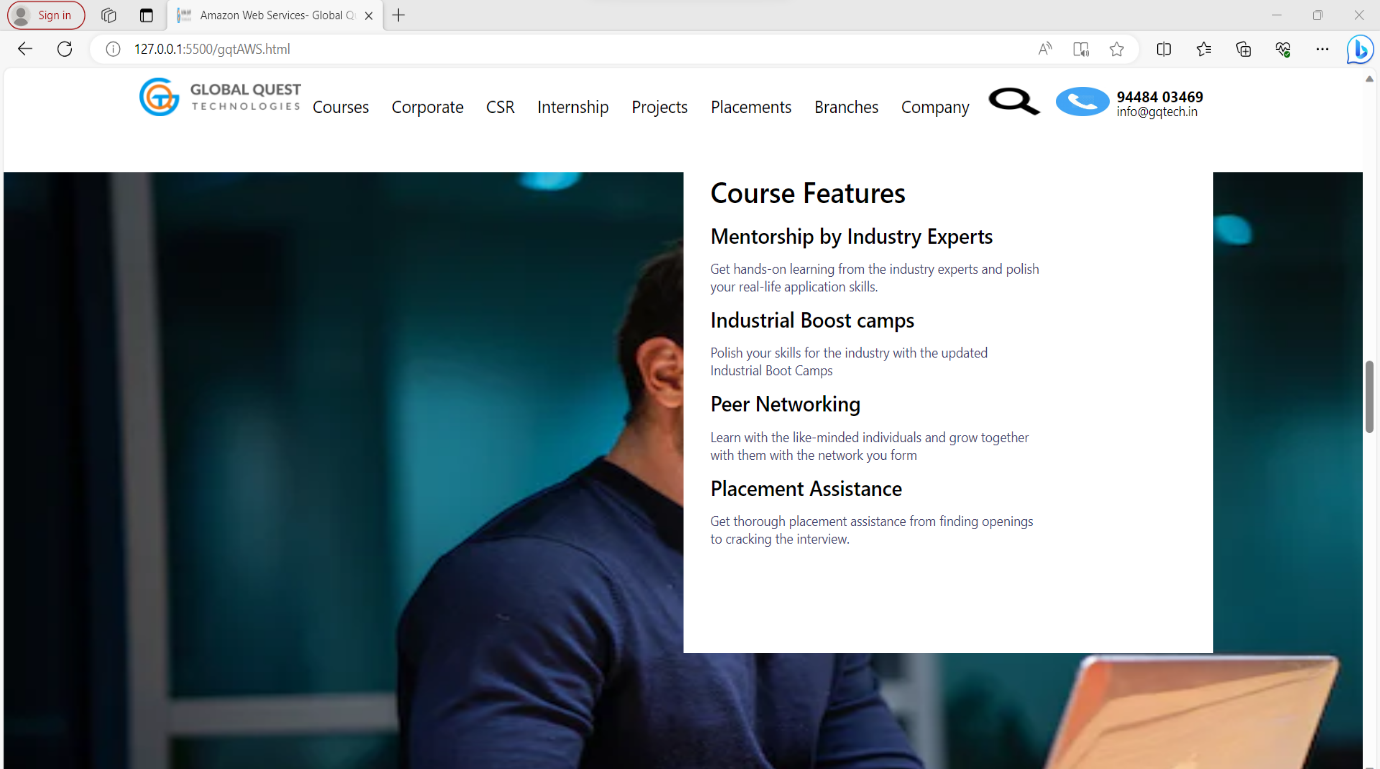 Sign in
Amazon Web Services- Global Q
127.0.0.1:5500/gqtAWS.html
GLOBAL QUEST
TECHNOLOGIES
Courses Corporate CSR Internship Projects Placements Branches Company
94484 03469
info@gqtech.in
Course Features
Mentorship by Industry Experts
Get hands-on learning from the industry experts and polish
your real-life application skills.
Industrial Boost camps
Polish your skills for the industry with the updated
Industrial Boot Camps
Peer Networking
Learn with the like-minded individuals and grow together
with them with the network you form
Placement Assistance
Get thorough placement assistance from finding openings
to cracking the interview.